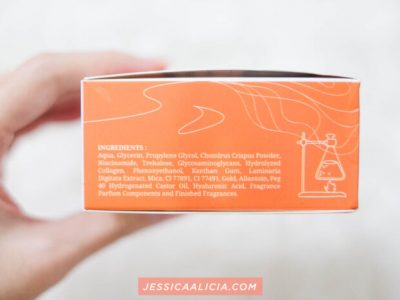 INGREDIENTS :
Aqua, Glycerin, Propylene Glycol, Chondrus Crispus Powder,
Niacinamide, Trehalose, Glycosaminoglycans, Hydrolyzed
Collagen, Phenoxyethanol, Xanthan Gum, Laminaria
Digitata Extract, Mica, CI 77891, CI 77491, Gold, Allantoin, Peg
40 Hydrogenated Castor Oil, Hyaluronic Acid, Fragrance
Parfum Components and Finished Fragrances.
JESSICAALICIA.COM